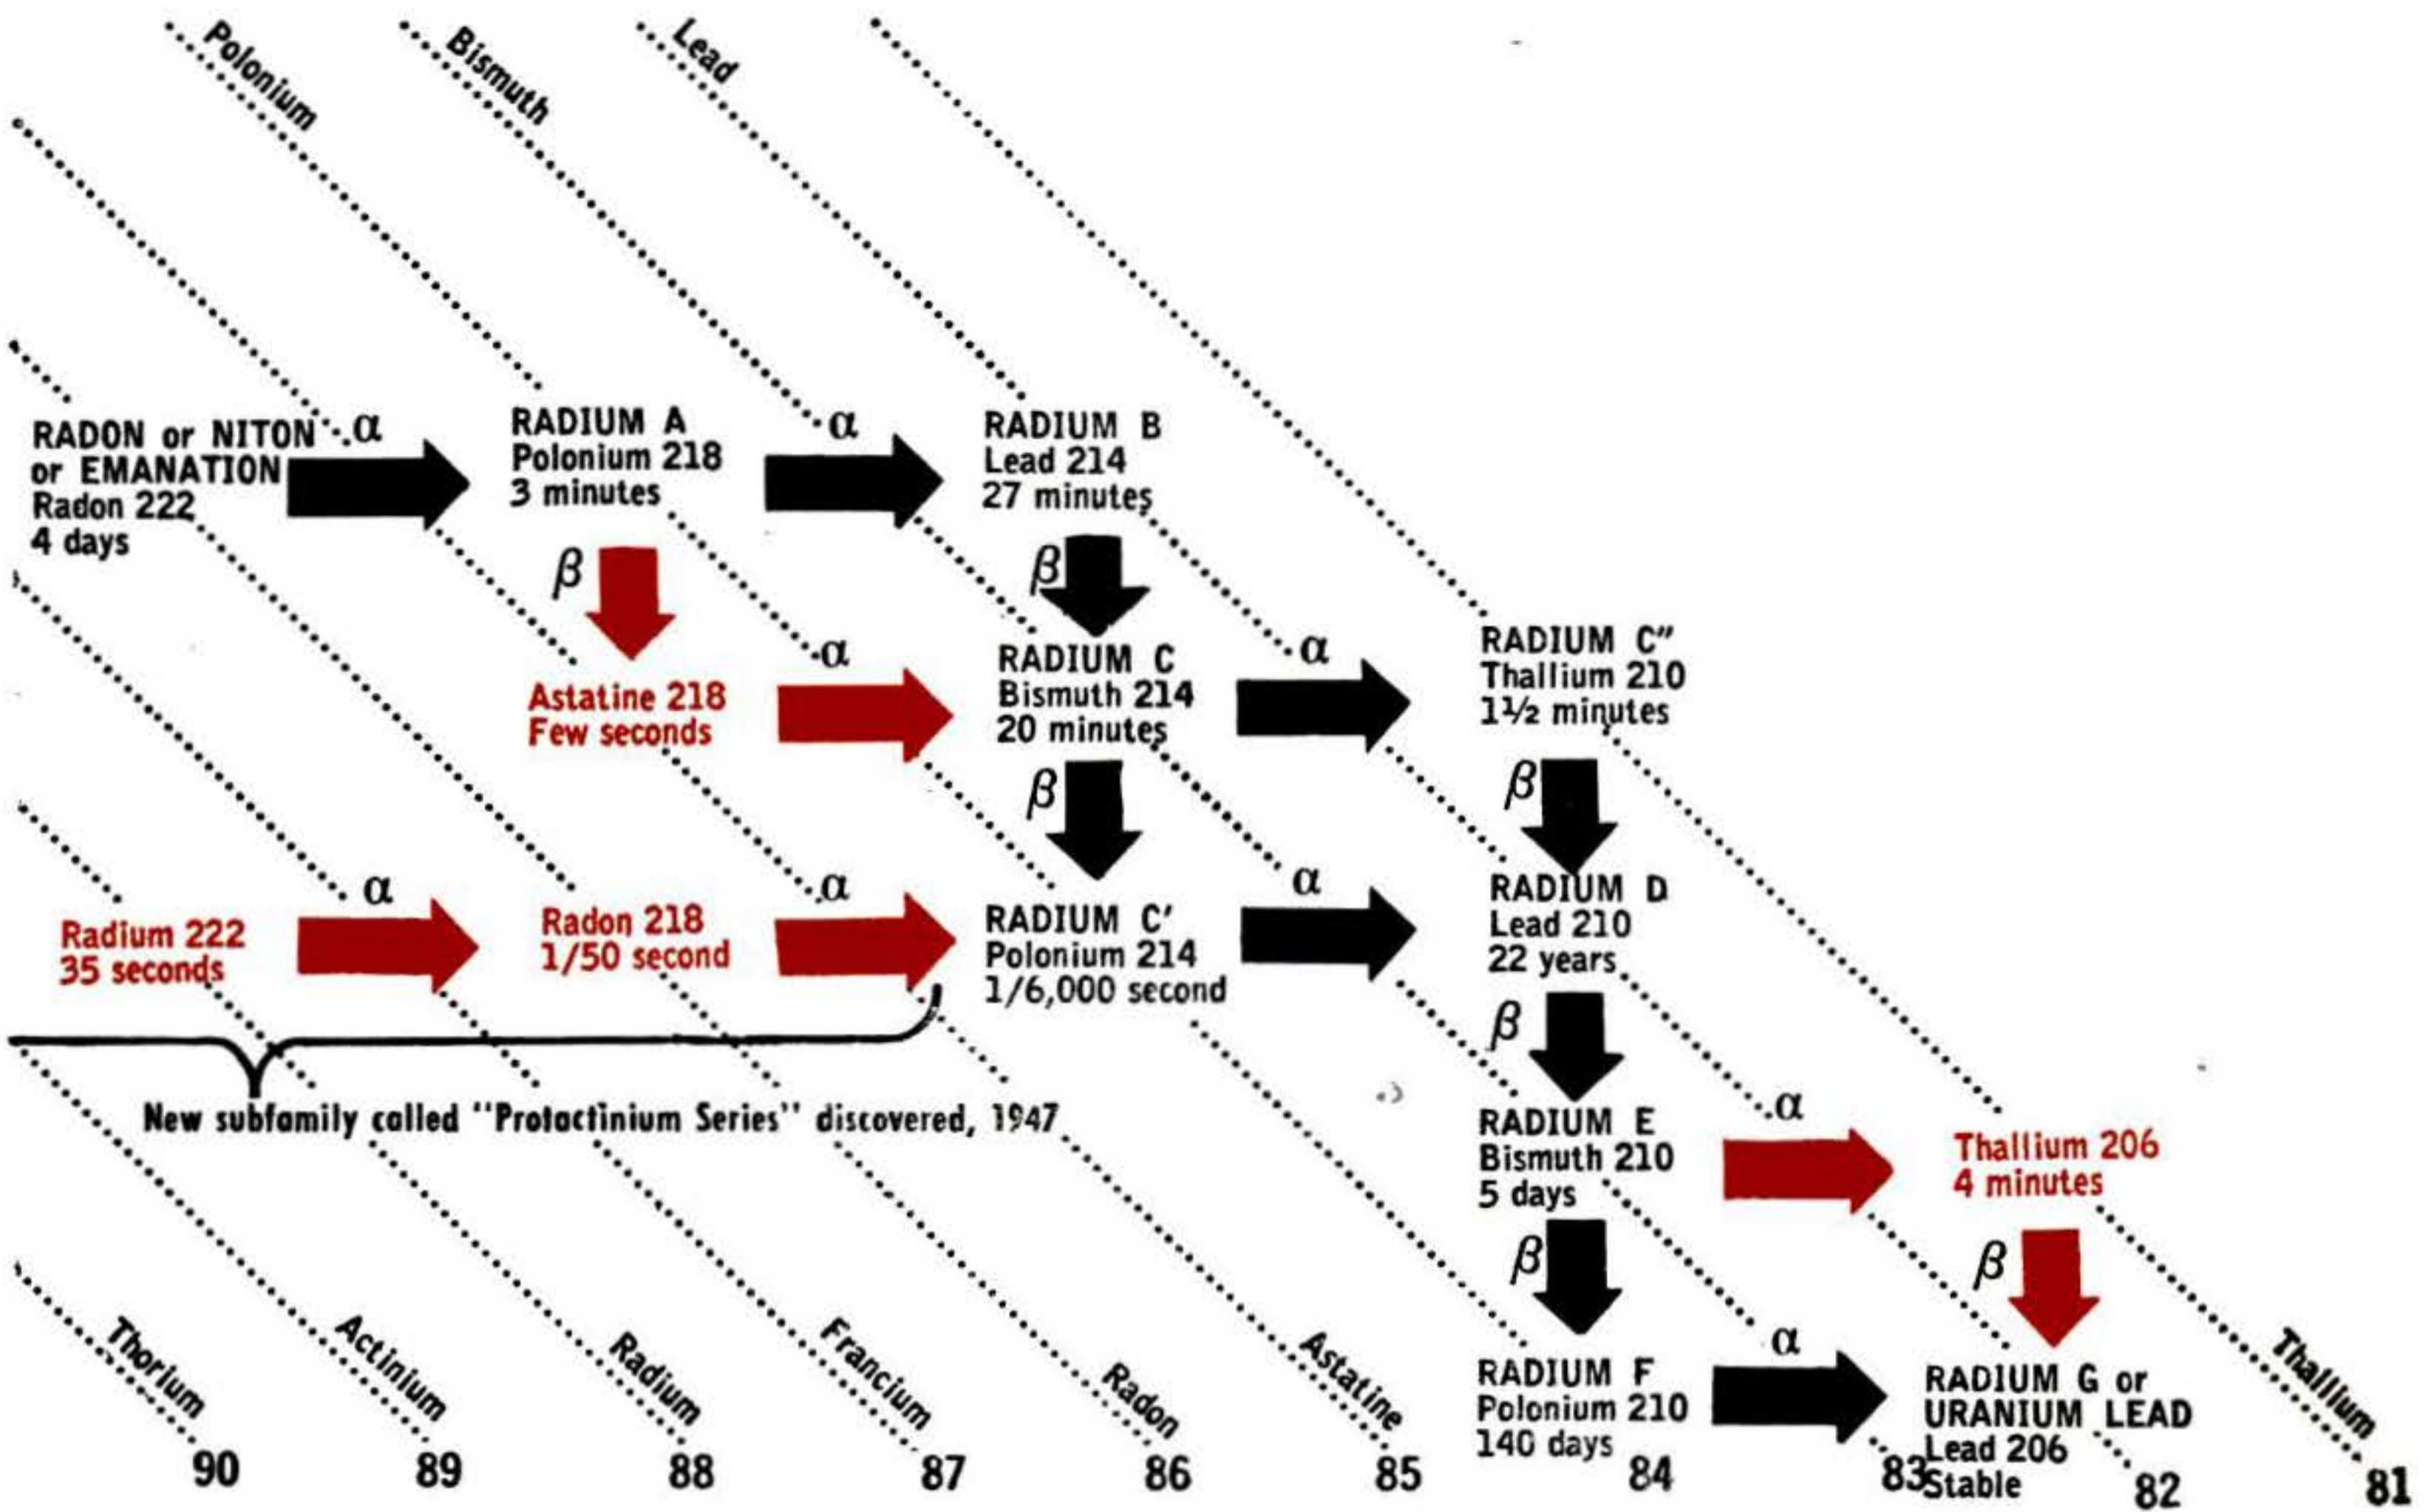 Polonium
Bismuth
Lead
RADON or NITON
or EMANATION
Radon 222
4 days
α
RADIUM A
Polonium 218
3 minutes
α
RADIUM B
Lead 214
27 minutes
β
β
Astatine 218
Few seconds
α
RADIUM C
Bismuth 214
20 minutes
α
RADIUM C″
Thallium 210
1½ minutes
β
β
Radium 222
35 seconds
α
Radon 218
1/50 second
α
RADIUM C′
Polonium 214
1/6,000 second
α
RADIUM D
Lead 210
22 years
β
New subfamily called "Protactinium Series" discovered, 1947
RADIUM E
Bismuth 210
5 days
α
Thallium 206
4 minutes
β
β
RADIUM F
Polonium 210
140 days
α
RADIUM G or
URANIUM LEAD
Lead 206
Stable
Thorium
Actinium
Radium
Francium
Radon
Astatine
Thallium
90
89
88
87
86
85
84
83
82
81